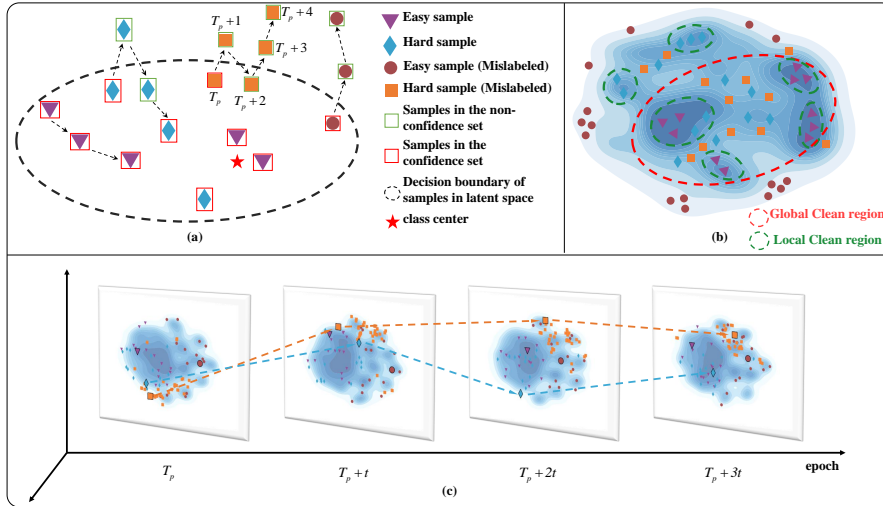 (a)
T_p+1
T_p+4
T_p+3
T_p
T_p+2
Easy sample
Hard sample
Easy sample (Mislabeled)
Hard sample (Mislabeled)
Samples in the non-
confidence set
Samples in the
confidence set
Decision boundary of
samples in latent space
class center
(a)
(b)
Global Clean region
Local Clean region
T_p
T_p+t
T_p+2t
T_p+3t
epoch
(c)